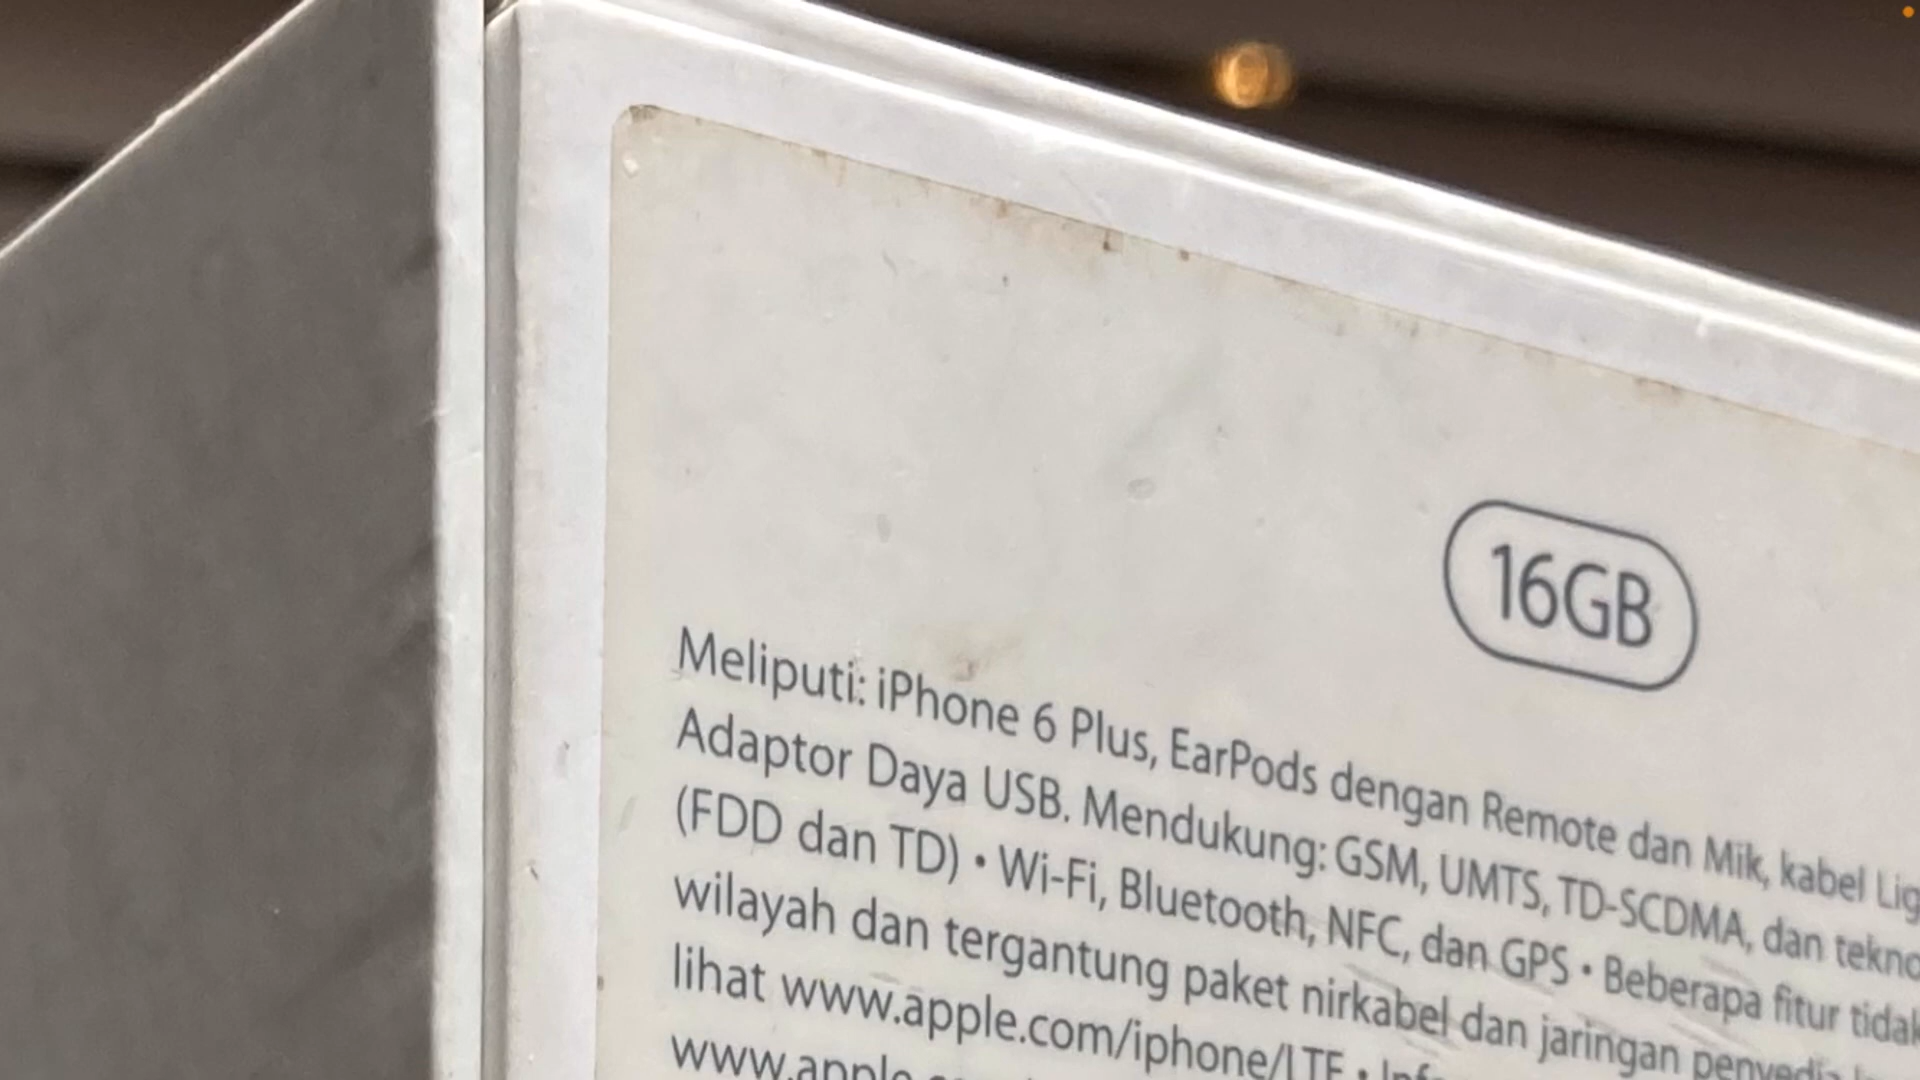 16GB
Meliputi: iPhone 6 Plus, EarPods dengan Remote dan Mik, kabel
Adaptor Daya USB. Mendukung: GSM, UMTS, TD-SCDMA, dan
(FDD dan TD) • Wi-Fi, Bluetooth, NFC, dan GPS • Beberapa fitur
wilayah dan tergantung paket nirkabel dan jaringan
lihat www.apple.com/iphone/LTE •